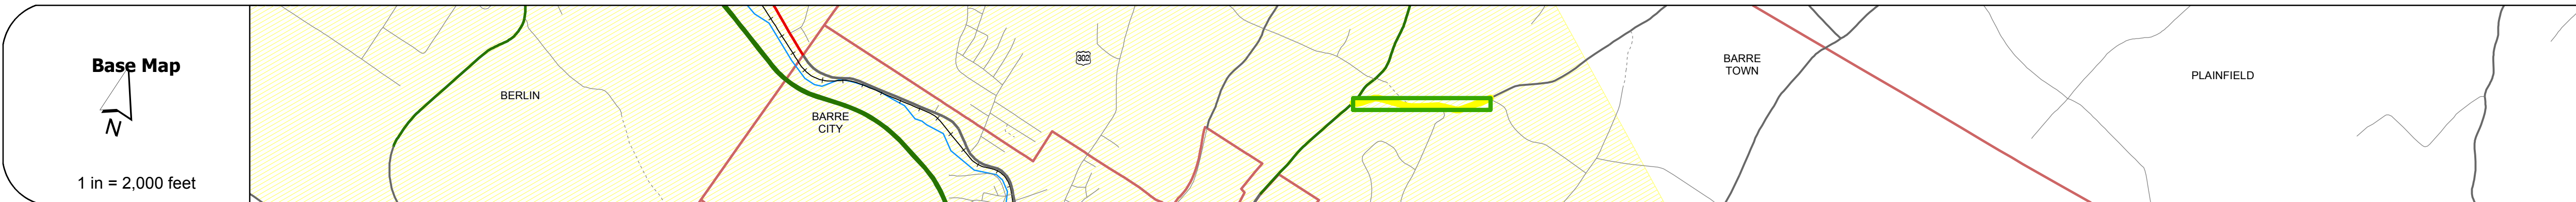 Base Map
N
1 in = 2,000 feet
BERLIN
BARRE
CITY
302
BARRE
TOWN
PLAINFIELD